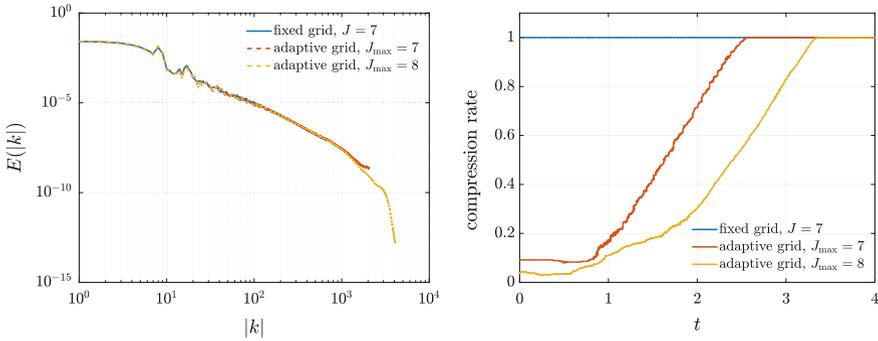 10^0
10^-5
10^-10
10^-15
E(|k|)
fixed grid, J = 7
adaptive grid, J_max = 7
adaptive grid, J_max = 8
10^0 10^1 10^2 10^3 10^4
|k|
1
0.8
0.6
0.4
0.2
0
compression rate
fixed grid, J = 7
adaptive grid, J_max = 7
adaptive grid, J_max = 8
0 1 2 3 4
t